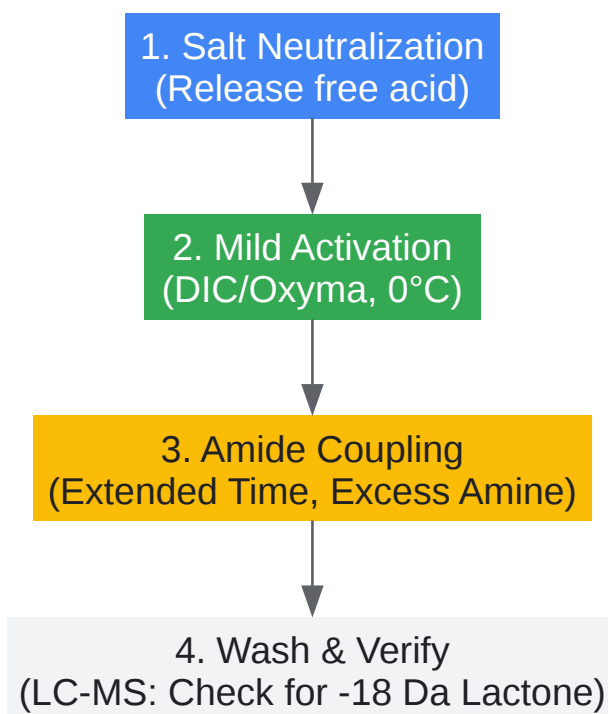 1. Salt Neutralization
(Release free acid)
2. Mild Activation
(DIC/Oxyma, 0°C)
3. Amide Coupling
(Extended Time, Excess Amine)
4. Wash & Verify
(LC-MS: Check for -18 Da Lactone)